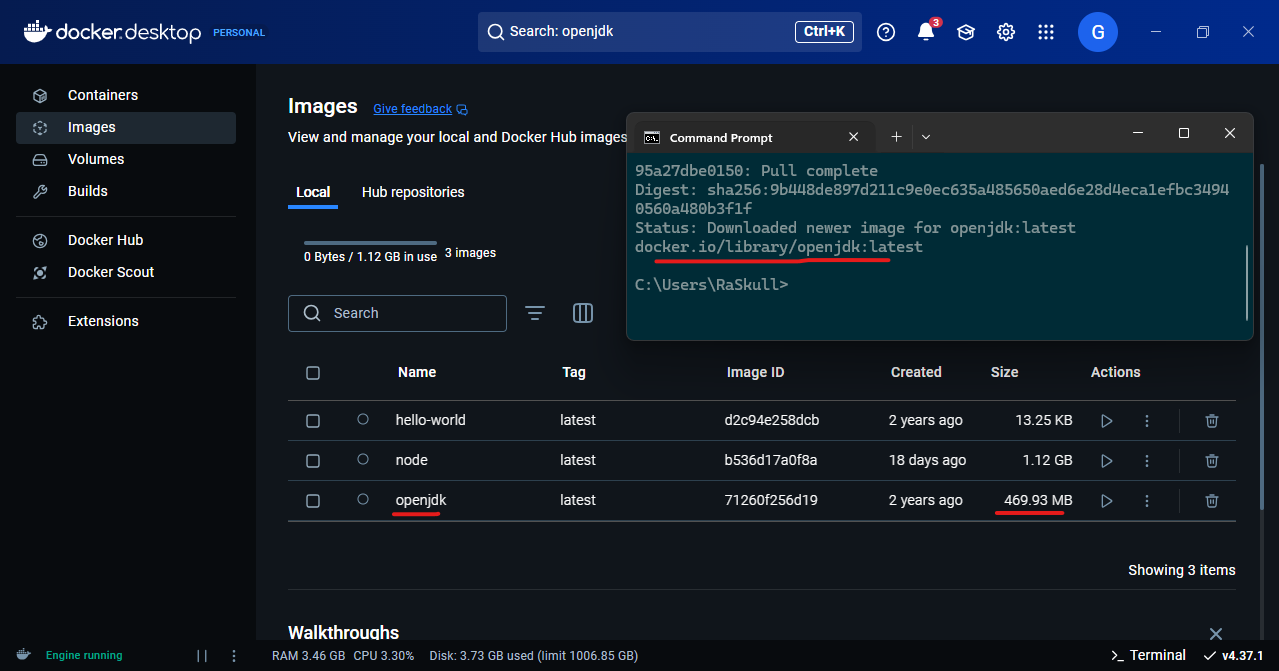 docker desktop PERSONAL
Search: openjdk Ctrl+K
3
G
Containers
Images
Volumes
Builds
Docker Hub
Docker Scout
Extensions
Images Give feedback
View and manage your local and Docker Hub images
Local Hub repositories
0 Bytes / 1.12 GB in use 3 images
Search
Command Prompt
95a27dbe0150: Pull complete
Digest: sha256:9b448de897d211c9e0ec635a485650aed6e28d4eca1efbc3494
0560a480b3f1f
Status: Downloaded newer image for openjdk:latest
docker.io/library/openjdk:latest
C:\Users\RaSkull>
Name Tag Image ID Created Size Actions
hello-world latest d2c94e258dcb 2 years ago 13.25 KB
node latest b536d17a0f8a 18 days ago 1.12 GB
openjdk latest 71260f256d19 2 years ago 469.93 MB
Showing 3 items
Walkthroughs
Engine running
RAM 3.46 GB CPU 3.30% Disk: 3.73 GB used (limit 1006.85 GB)
Terminal
v4.37.1